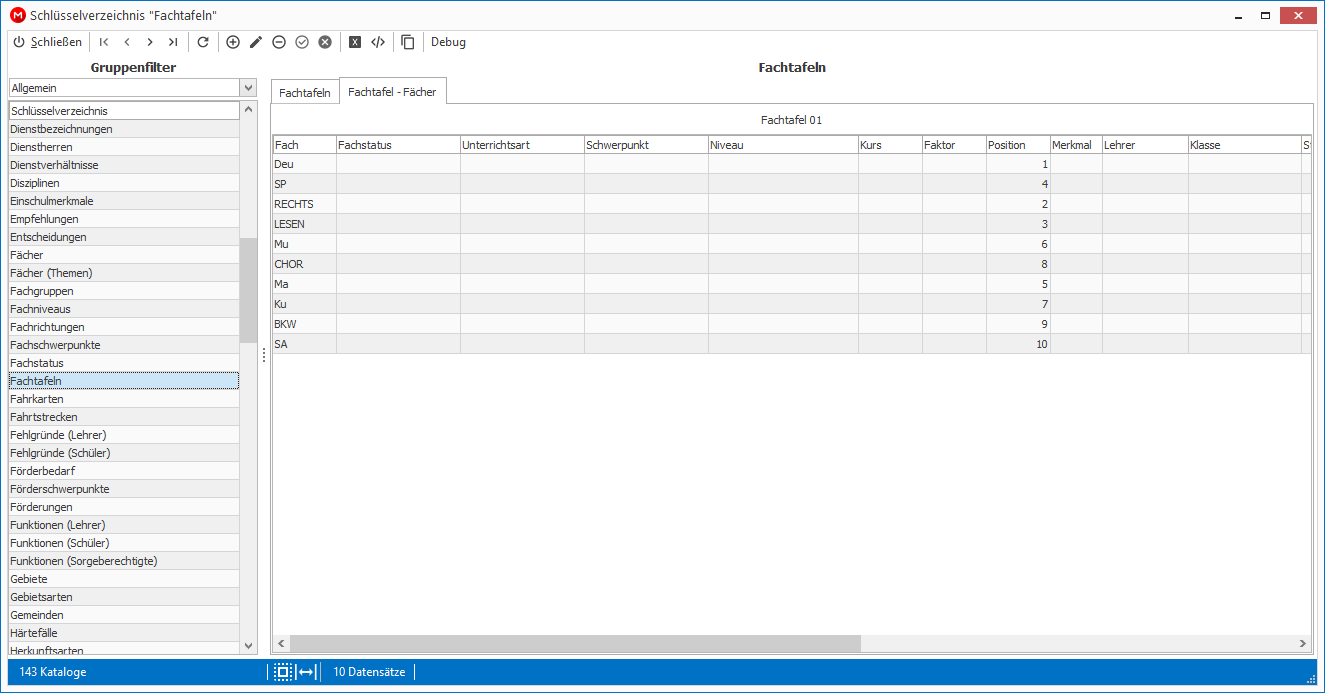 Schlüsselverzeichnis "Fachtafeln"
Schließen Debug
Gruppenfilter
Allgemein
Schlüsselverzeichnis
Dienstbezeichnungen
Dienstherren
Dienstverhältnisse
Disziplinen
Einschulmerkmale
Empfehlungen
Entscheidungen
Fächer
Fächer (Themen)
Fachgruppen
Fachniveaus
Fachrichtungen
Fachschwerpunkte
Fachstatus
Fachtafeln
Fahrkarten
Fahrtstrecken
Fehlgründe (Lehrer)
Fehlgründe (Schüler)
Förderbedarf
Förderschwerpunkte
Förderungen
Funktionen (Lehrer)
Funktionen (Schüler)
Funktionen (Sorgeberechtigte)
Gebiete
Gebietsarten
Gemeinden
Härtefälle
Herkunftsarten
Fachtafeln
Fachtafeln Fachtafel - Fächer
Fachtafel 01
Fach Fachstatus Unterrichtsart Schwerpunkt Niveau Kurs Faktor Position Merkmal Lehrer Klasse
Deu 1
SP 4
RECHTS 2
LESEN 3
Mu 6
CHOR 8
Ma 5
Ku 7
BKW 9
SA 10
143 Kataloge 10 Datensätze